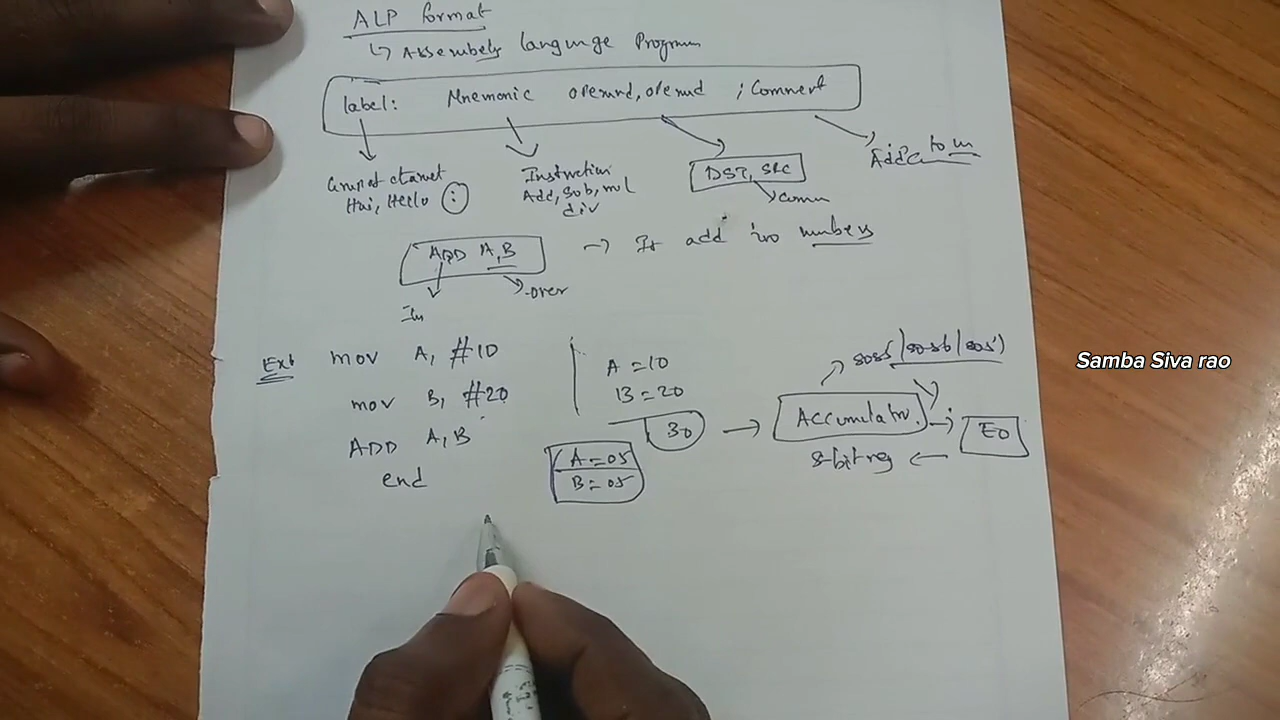 ALP format
↳ Assembely language Program
label: Mnemonic operand, operand ; Comment
Instruction
Add, Sub, mul
div
DST, SRC
Hai, Hello :
ADD A,B → It add two numbers
In
Ex:
mov A, #10
mov B, #20
ADD A,B
end
A = 10
B = 20
30
A = 05
B = 05
→ Accumulator.
→ E0
8-bit reg ←
Samba Siva rao